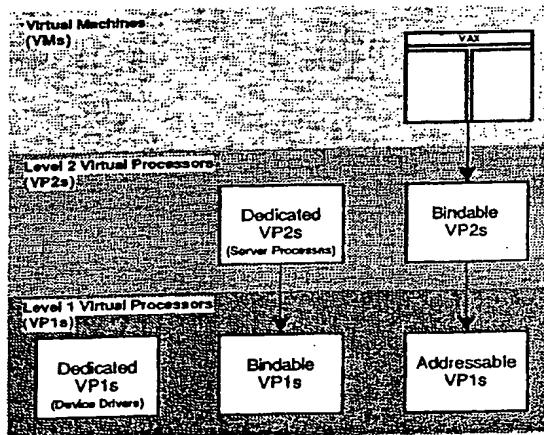 Virtual Machines
(VMs)
VAX
Level 2 Virtual Processors
(VP2s)
Dedicated
VP2s
(Server Processes)
Bindable
VP2s
Level 1 Virtual Processors
(VP1s)
Dedicated
VP1s
(Device Drivers)
Bindable
VP1s
Addressable
VP1s